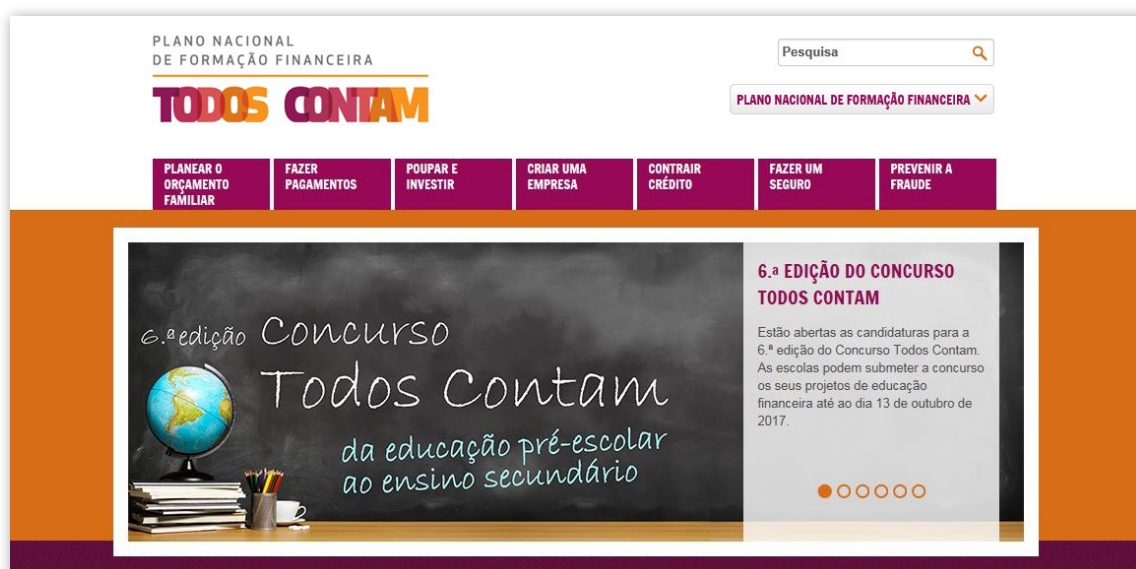 PLANO NACIONAL
DE FORMAÇÃO FINANCEIRA
TODOS CONTAM
Pesquisa
PLANO NACIONAL DE FORMAÇÃO FINANCEIRA
PLANEAR O
ORÇAMENTO
FAMILIAR
FAZER
PAGAMENTOS
POUPAR E
INVESTIR
CRIAR UMA
EMPRESA
CONTRAIR
CRÉDITO
FAZER UM
SEGURO
PREVENIR A
FRAUDE
6.ª edição Concurso
Todos Contam
da educação pré-escolar
ao ensino secundário
6.ª EDIÇÃO DO CONCURSO
TODOS CONTAM
Estão abertas as candidaturas para a
6.ª edição do Concurso Todos Contam.
As escolas podem submeter a concurso
os seus projetos de educação
financeira até ao dia 13 de outubro de
2017.